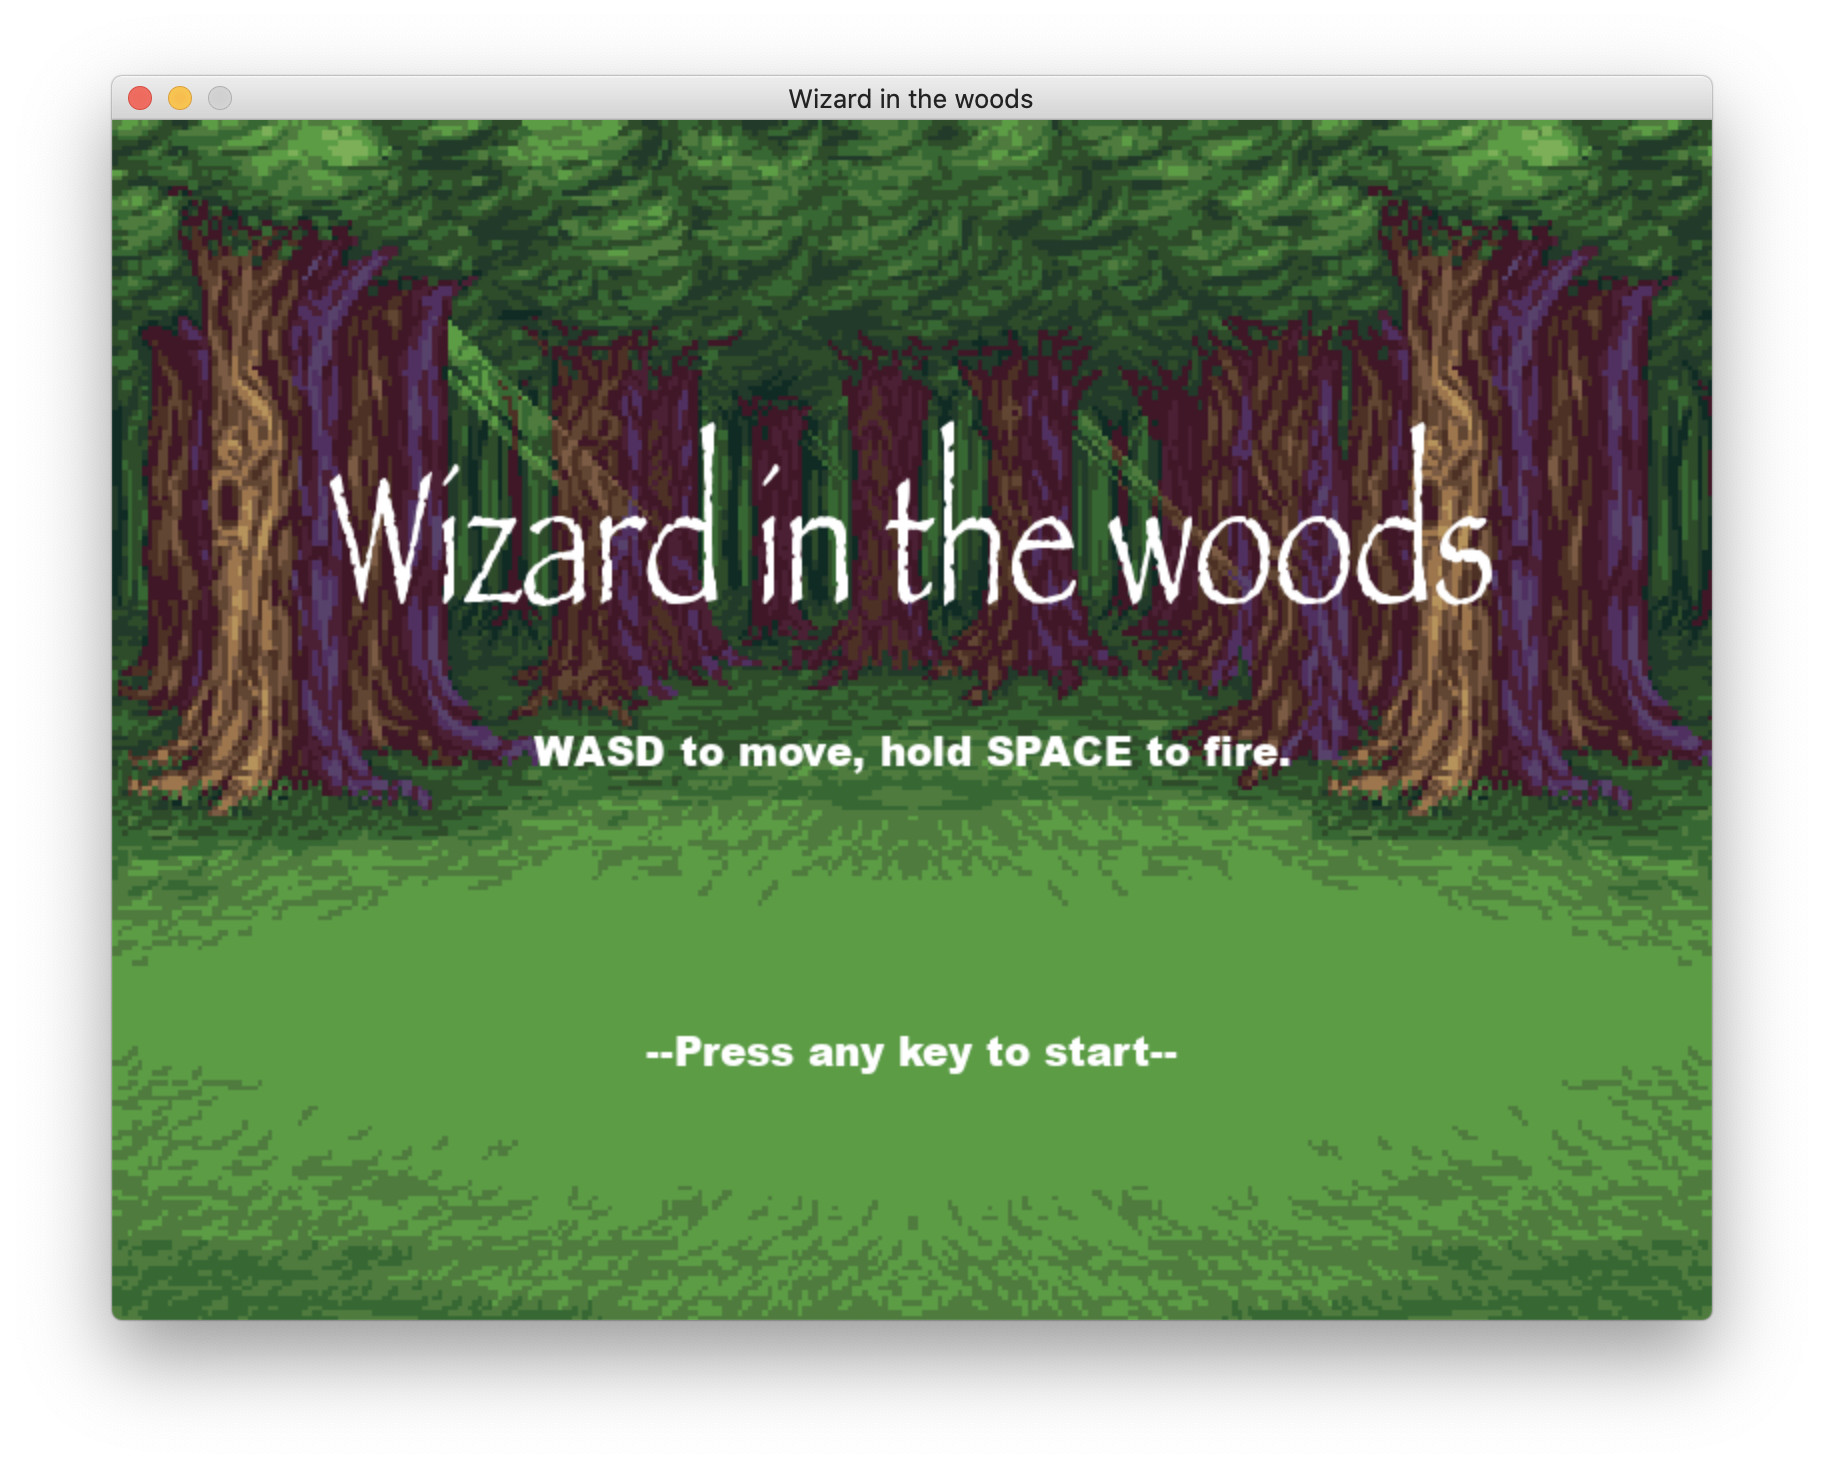 Wizard in the woods
Wizard in the woods
WASD to move, hold SPACE to fire.
--Press any key to start--